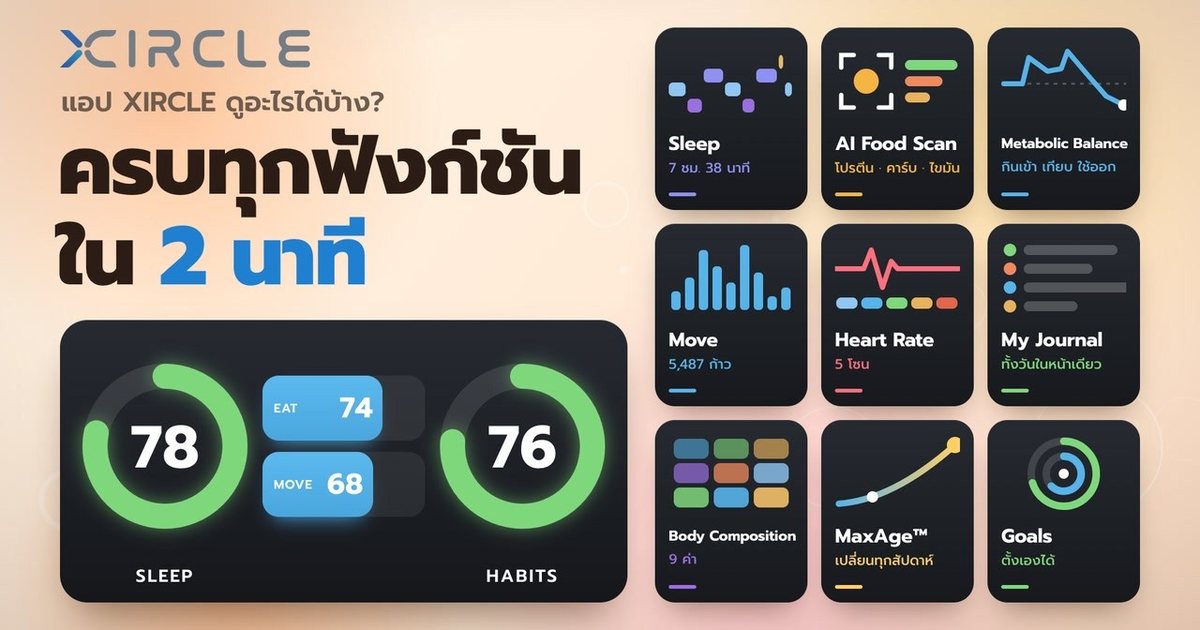 XIRCLE
แอป XIRCLE ดูอะไรได้บ้าง?
ครบทุกฟังก์ชัน
ใน 2 นาที
78
SLEEP
EAT 74
MOVE 68
76
HABITS
Sleep
7 ชม. 38 นาที
AI Food Scan
โปรตีน · คาร์บ · ไขมัน
Metabolic Balance
กินเข้า เทียบ ใช้ออก
Move
5,487 ก้าว
Heart Rate
5 โซน
My Journal
ทั้งวันในหน้าเดียว
Body Composition
9 ค่า
MaxAge™
เปลี่ยนทุกสัปดาห์
Goals
ตั้งเองได้